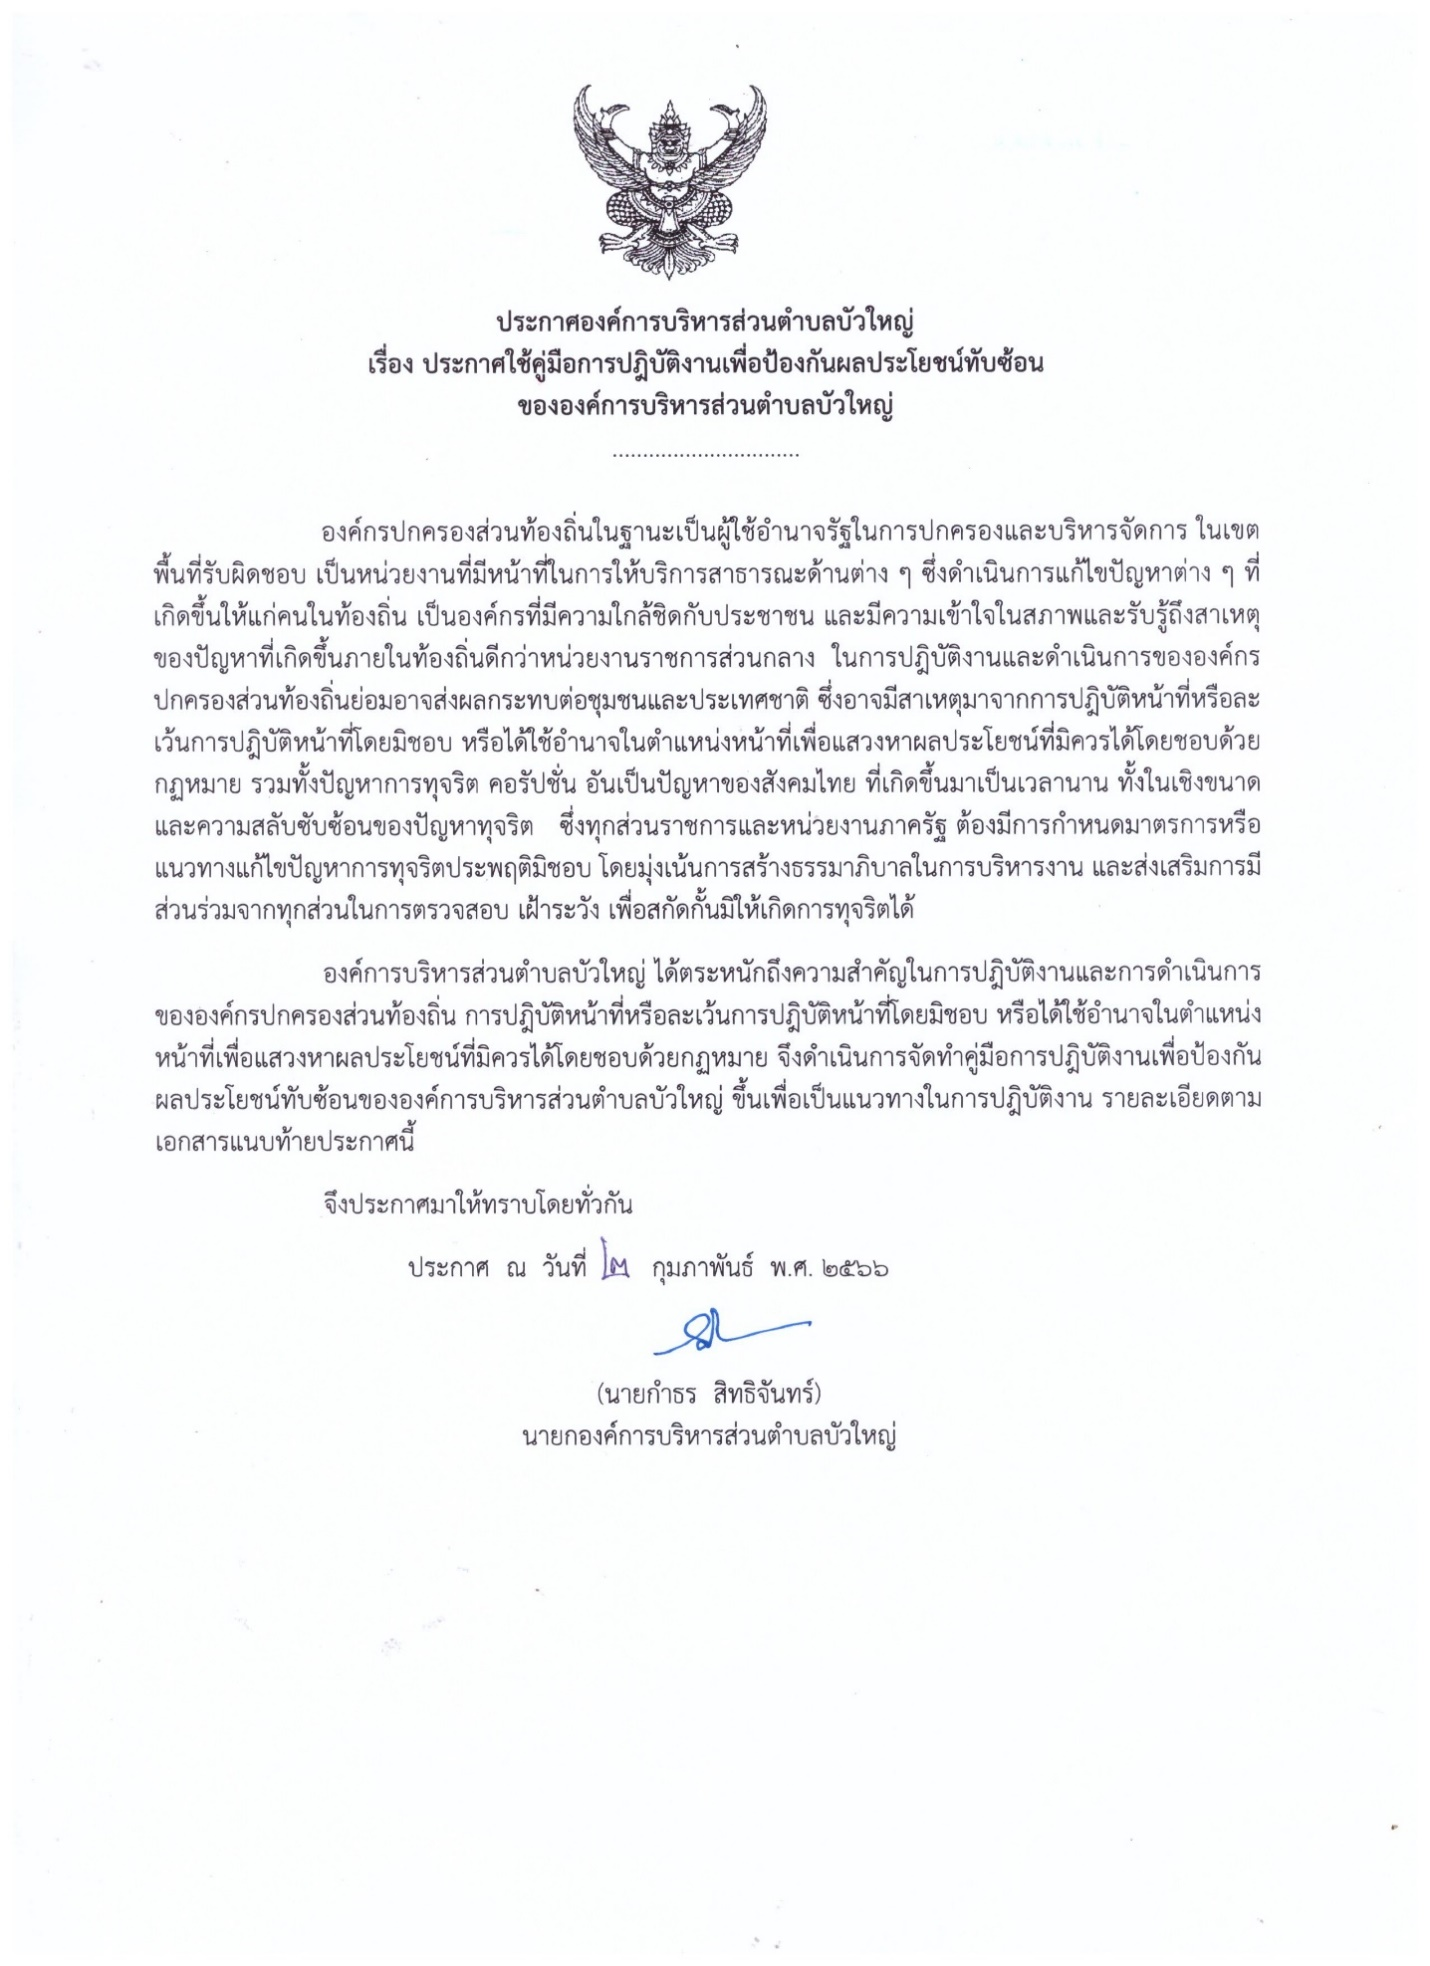 ประกาศองค์การบริหารส่วนตำบลบัวใหญ่
เรื่อง ประกาศใช้คู่มือการปฏิบัติงานเพื่อป้องกันผลประโยชน์ทับซ้อน
ขององค์การบริหารส่วนตำบลบัวใหญ่
...............................
องค์กรปกครองส่วนท้องถิ่นในฐานะเป็นผู้ใช้อำนาจรัฐในการปกครองและบริหารจัดการ ในเขต
พื้นที่รับผิดชอบ เป็นหน่วยงานที่มีหน้าที่ในการให้บริการสาธารณะด้านต่าง ๆ ซึ่งดำเนินการแก้ไขปัญหาต่าง ๆ ที่
เกิดขึ้นให้แก่คนในท้องถิ่น เป็นองค์กรที่มีความใกล้ชิดกับประชาชน และมีความเข้าใจในสภาพและรับรู้ถึงสาเหตุ
ของปัญหาที่เกิดขึ้นภายในท้องถิ่นดีกว่าหน่วยงานราชการส่วนกลาง ในการปฏิบัติงานและดำเนินการขององค์กร
ปกครองส่วนท้องถิ่นย่อมอาจส่งผลกระทบต่อชุมชนและประเทศชาติ ซึ่งอาจมีสาเหตุมาจากการปฏิบัติหน้าที่หรือละ
เว้นการปฏิบัติหน้าที่โดยมิชอบ หรือได้ใช้อำนาจในตำแหน่งหน้าที่เพื่อแสวงหาผลประโยชน์ที่มิควรได้โดยชอบด้วย
กฎหมาย รวมทั้งปัญหาการทุจริต คอรัปชั่น อันเป็นปัญหาของสังคมไทย ที่เกิดขึ้นมาเป็นเวลานาน ทั้งในเชิงขนาด
และความสลับซับซ้อนของปัญหาทุจริต ซึ่งทุกส่วนราชการและหน่วยงานภาครัฐ ต้องมีการกำหนดมาตรการหรือ
แนวทางแก้ไขปัญหาการทุจริตประพฤติมิชอบ โดยมุ่งเน้นการสร้างธรรมาภิบาลในการบริหารงาน และส่งเสริมการมี
ส่วนร่วมจากทุกส่วนในการตรวจสอบ เฝ้าระวัง เพื่อสกัดกั้นมิให้เกิดการทุจริตได้
องค์การบริหารส่วนตำบลบัวใหญ่ ได้ตระหนักถึงความสำคัญในการปฏิบัติงานและการดำเนินการ
ขององค์กรปกครองส่วนท้องถิ่น การปฏิบัติหน้าที่หรือละเว้นการปฏิบัติหน้าที่โดยมิชอบ หรือได้ใช้อำนาจในตำแหน่ง
หน้าที่เพื่อแสวงหาผลประโยชน์ที่มิควรได้โดยชอบด้วยกฎหมาย จึงดำเนินการจัดทำคู่มือการปฏิบัติงานเพื่อป้องกัน
ผลประโยชน์ทับซ้อนขององค์การบริหารส่วนตำบลบัวใหญ่ ขึ้นเพื่อเป็นแนวทางในการปฏิบัติงาน รายละเอียดตาม
เอกสารแนบท้ายประกาศนี้
จึงประกาศมาให้ทราบโดยทั่วกัน
ประกาศ ณ วันที่ ๒ กุมภาพันธ์ พ.ศ. ๒๕๖๖
(นายกำธร สิทธิจันทร์)
นายกองค์การบริหารส่วนตำบลบัวใหญ่